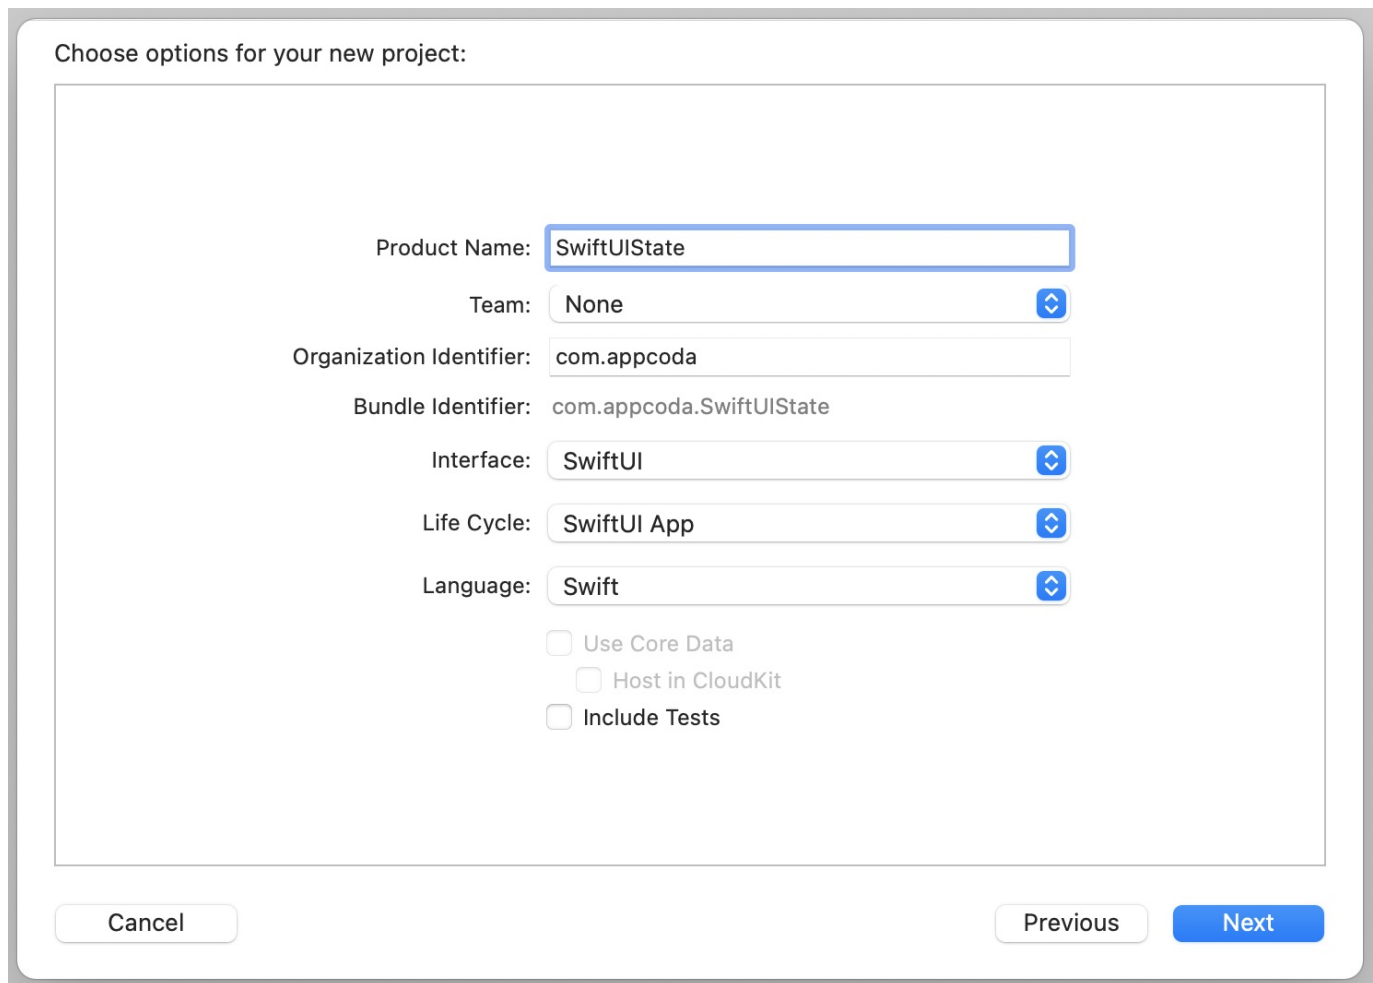 Choose options for your new project:
Product Name: SwiftUIState
Team: None
Organization Identifier: com.appcoda
Bundle Identifier: com.appcoda.SwiftUIState
Interface: SwiftUI
Life Cycle: SwiftUI App
Language: Swift
Use Core Data
Host in CloudKit
Include Tests
Cancel Previous Next